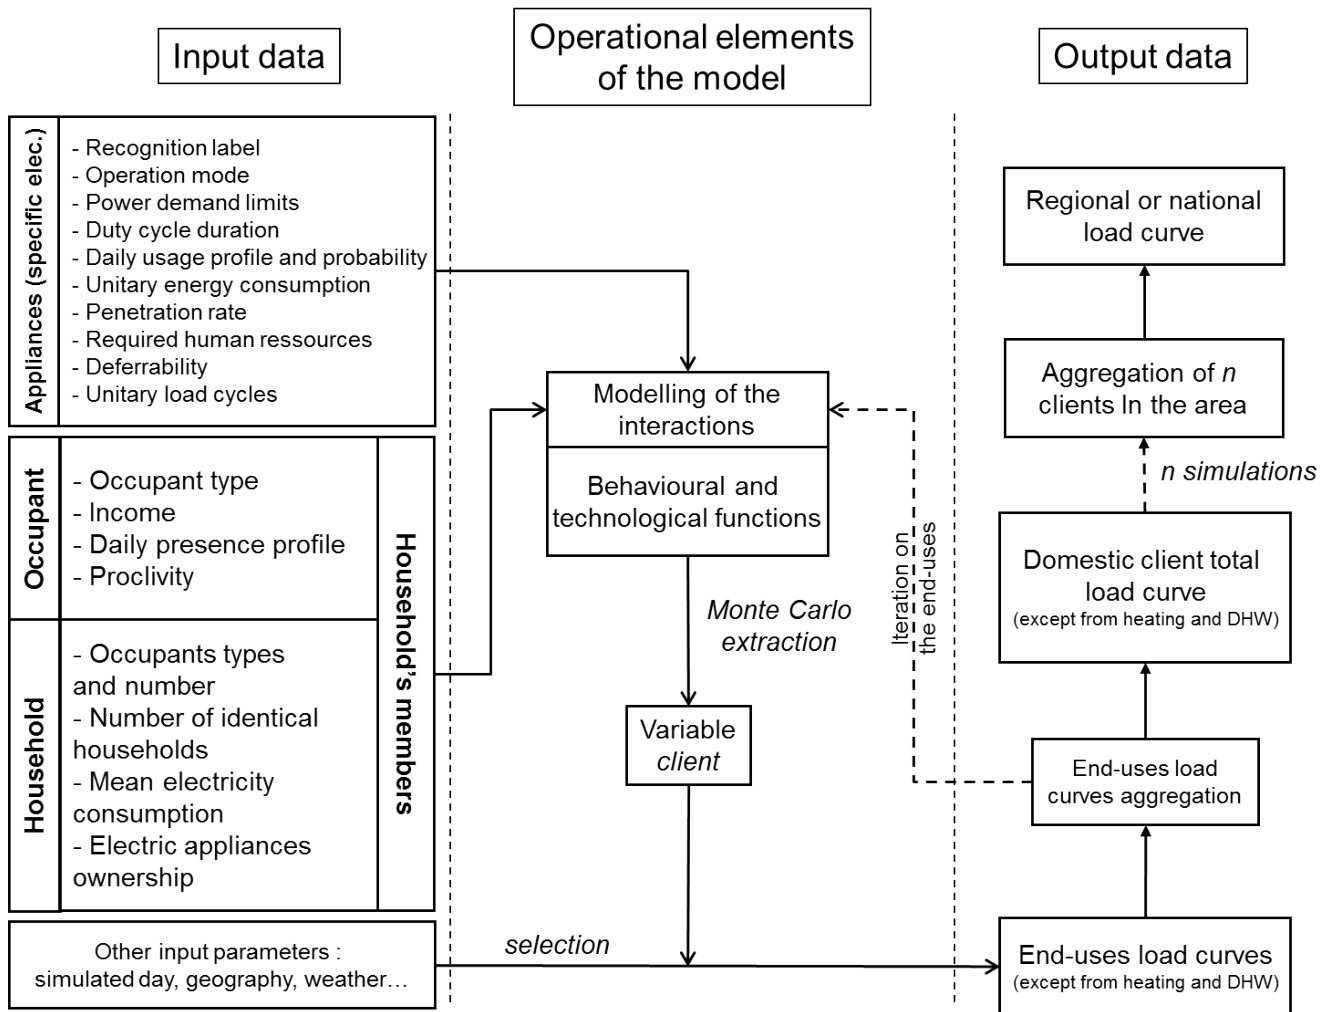 Input data
Operational elements
of the model
Output data
Appliances (specific elec.)
- Recognition label
- Operation mode
- Power demand limits
- Duty cycle duration
- Daily usage profile and probability
- Unitary energy consumption
- Penetration rate
- Required human ressources
- Deferrability
- Unitary load cycles
Occupant
- Occupant type
- Income
- Daily presence profile
- Proclivity
Household
- Occupants types
and number
- Number of identical
households
- Mean electricity
consumption
- Electric appliances
ownership
Household's members
Other input parameters :
simulated day, geography, weather…
Modelling of the
interactions
Behavioural and
technological functions
Monte Carlo
extraction
Variable
client
selection
Iteration on
the end-uses
Regional or national
load curve
Aggregation of n
clients In the area
n simulations
Domestic client total
load curve
(except from heating and DHW)
End-uses load
curves aggregation
End-uses load curves
(except from heating and DHW)